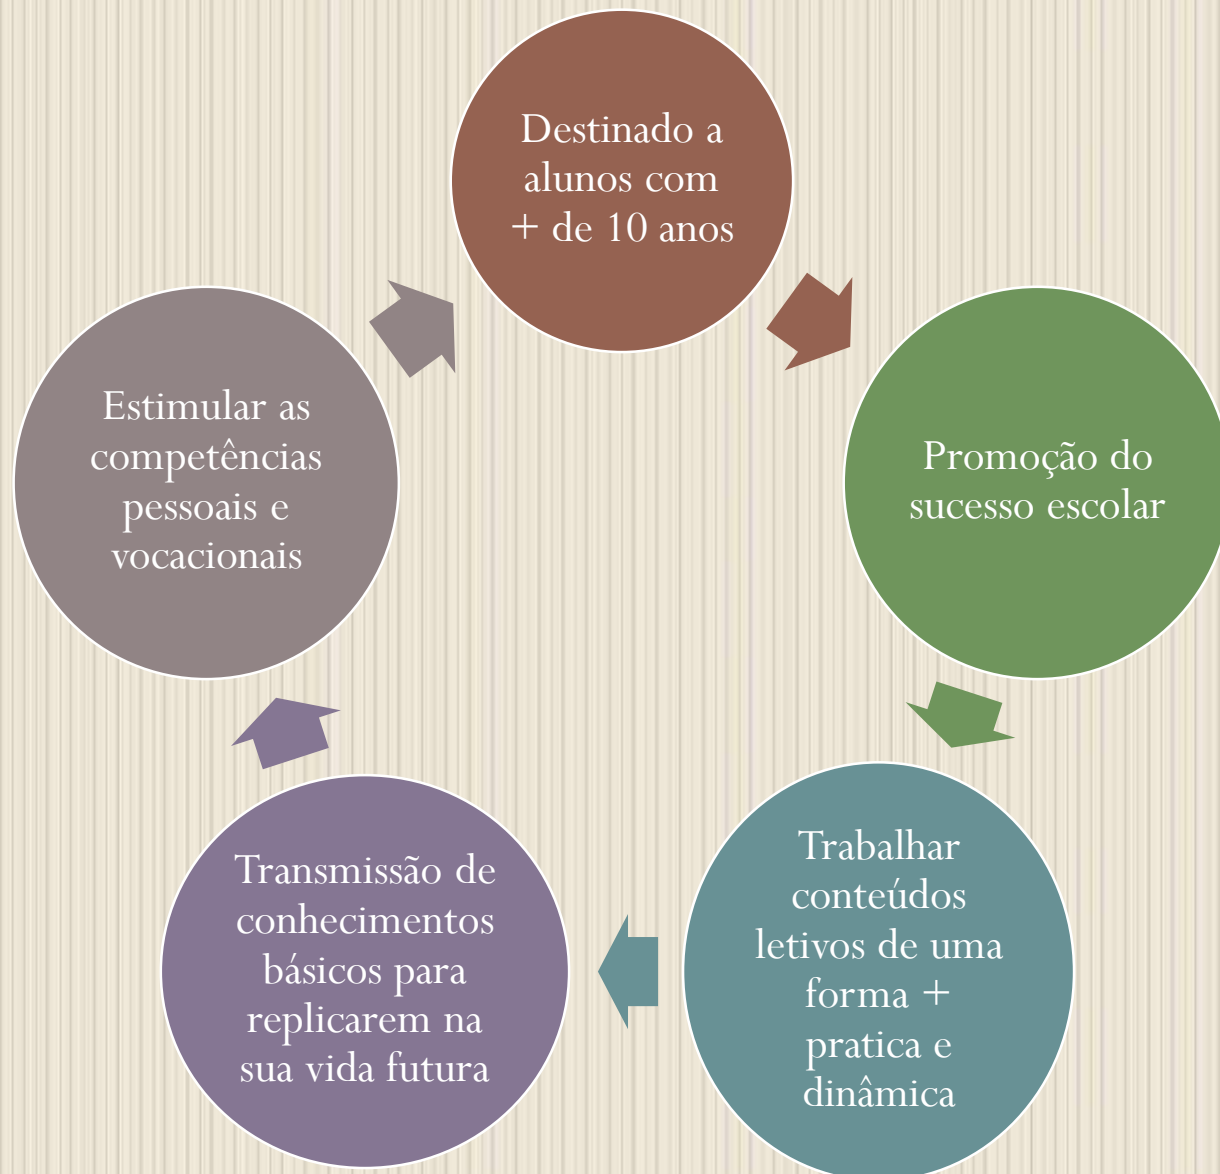 Destinado a
alunos com
+ de 10 anos
Promoção do
sucesso escolar
Trabalhar
conteúdos
letivos de uma
forma +
pratica e
dinâmica
Transmissão de
conhecimentos
básicos para
replicarem na
sua vida futura
Estimular as
competências
pessoais e
vocacionais